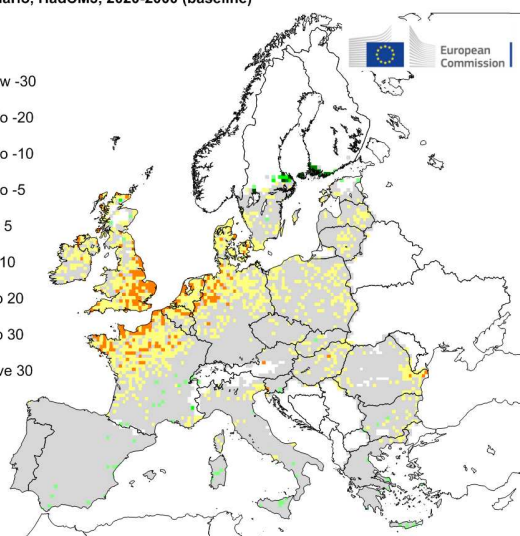 ario, HadCM3, 2020-2000 (baseline)
European
Commission
w -30
o -20
o -10
o -5
5
10
o 20
o 30
ve 30